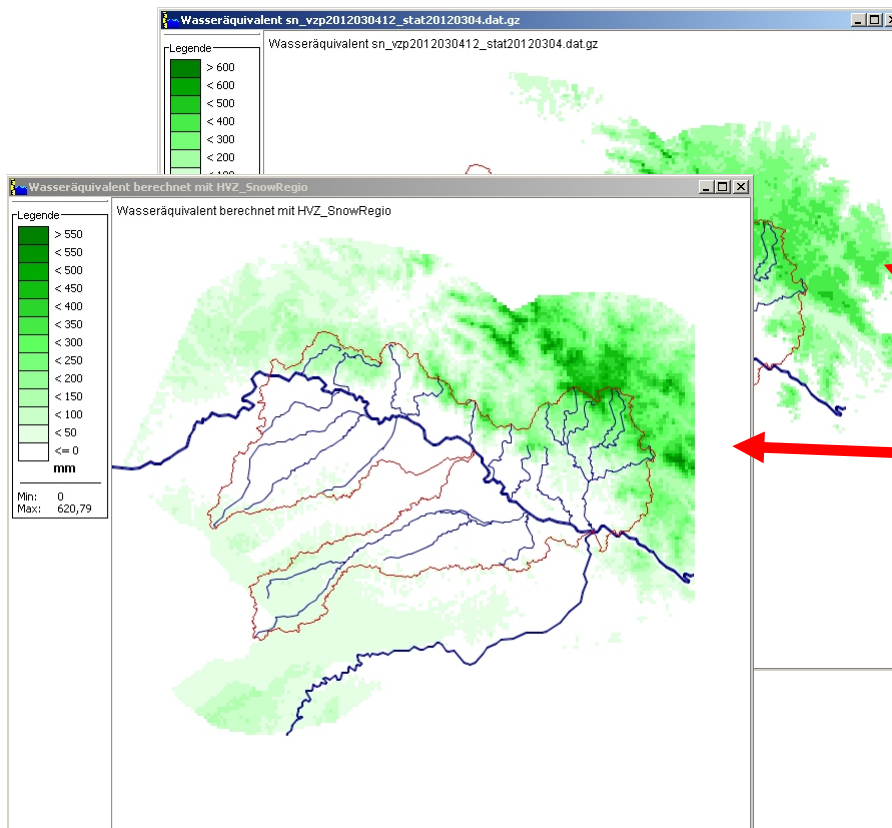 Wasseräquivalent sn_vzp2012030412_stat20120304.dat.gz
Wasseräquivalent sn_vzp2012030412_stat20120304.dat.gz
Legende
> 600
< 600
< 500
< 400
< 300
< 200
< 100
Wasseräquivalent berechnet mit HVZ_SnowRegio
Wasseräquivalent berechnet mit HVZ_SnowRegio
Legende
> 550
< 550
< 500
< 450
< 400
< 350
< 300
< 250
< 200
< 150
< 100
< 50
<= 0
mm
Min: 0
Max: 620,79